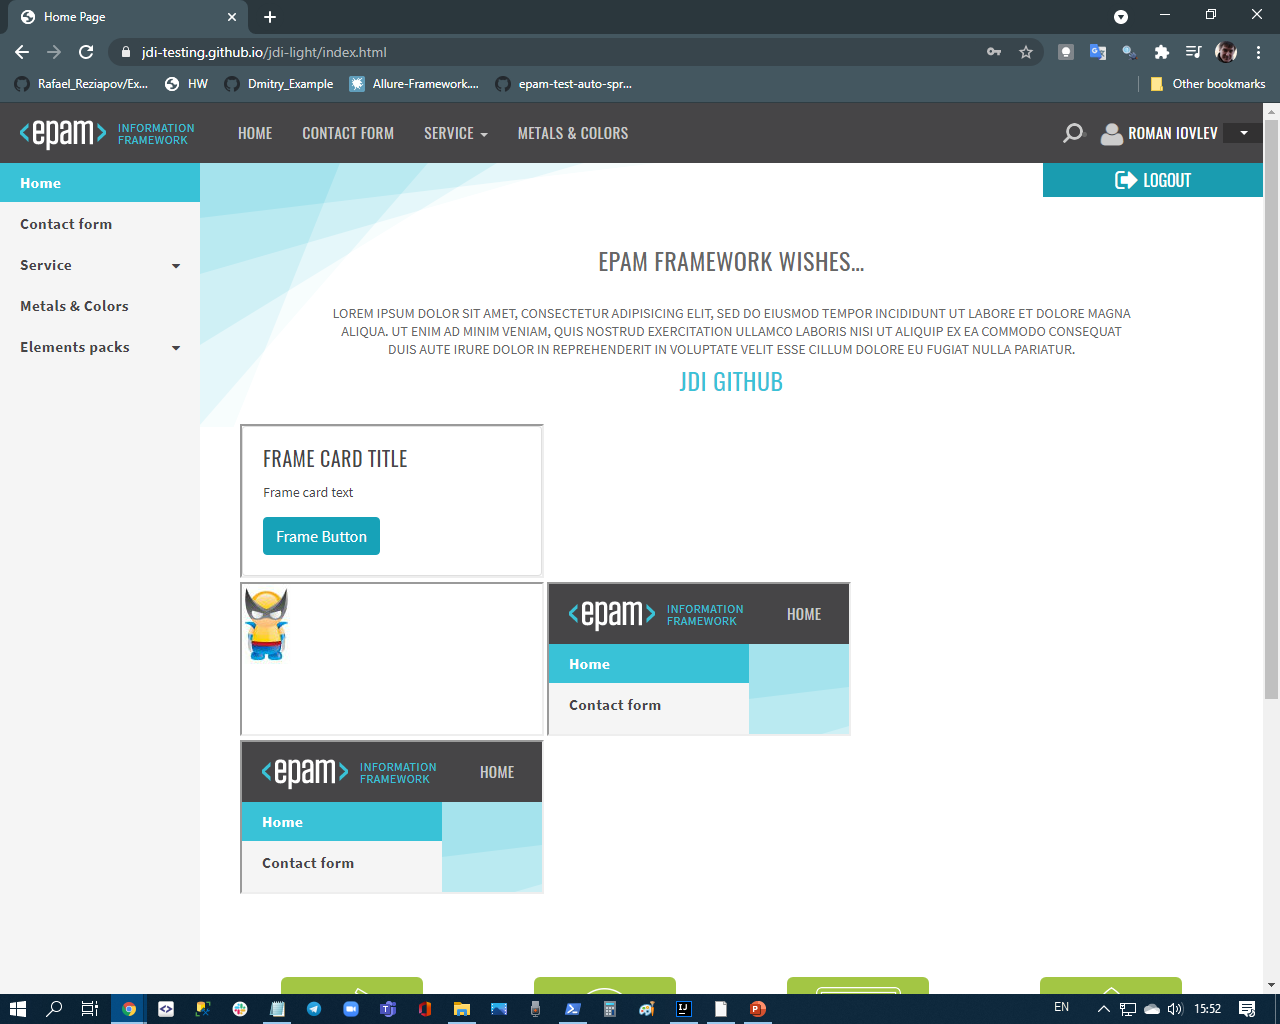 Home Page
jdi-testing.github.io/jdi-light/index.html
Rafael_Reziapov/Ex...
HW
Dmitry_Example
Allure-Framework....
epam-test-auto-spr...
Other bookmarks
<epam> INFORMATION FRAMEWORK
HOME
CONTACT FORM
SERVICE
METALS & COLORS
ROMAN IOVLEV
LOGOUT
Home
Contact form
Service
Metals & Colors
Elements packs
EPAM FRAMEWORK WISHES...
LOREM IPSUM DOLOR SIT AMET, CONSECTETUR ADIPISICING ELIT, SED DO EIUSMOD TEMPOR INCIDIDUNT UT LABORE ET DOLORE MAGNA
ALIQUA. UT ENIM AD MINIM VENIAM, QUIS NOSTRUD EXERCITATION ULLAMCO LABORIS NISI UT ALIQUIP EX EA COMMODO CONSEQUAT
DUIS AUTE IRURE DOLOR IN REPREHENDERIT IN VOLUPTATE VELIT ESSE CILLUM DOLORE EU FUGIAT NULLA PARIATUR.
JDI GITHUB
FRAME CARD TITLE
Frame card text
Frame Button
<epam> INFORMATION FRAMEWORK
HOME
Home
Contact form
<epam> INFORMATION FRAMEWORK
HOME
Home
Contact form
EN
15:52